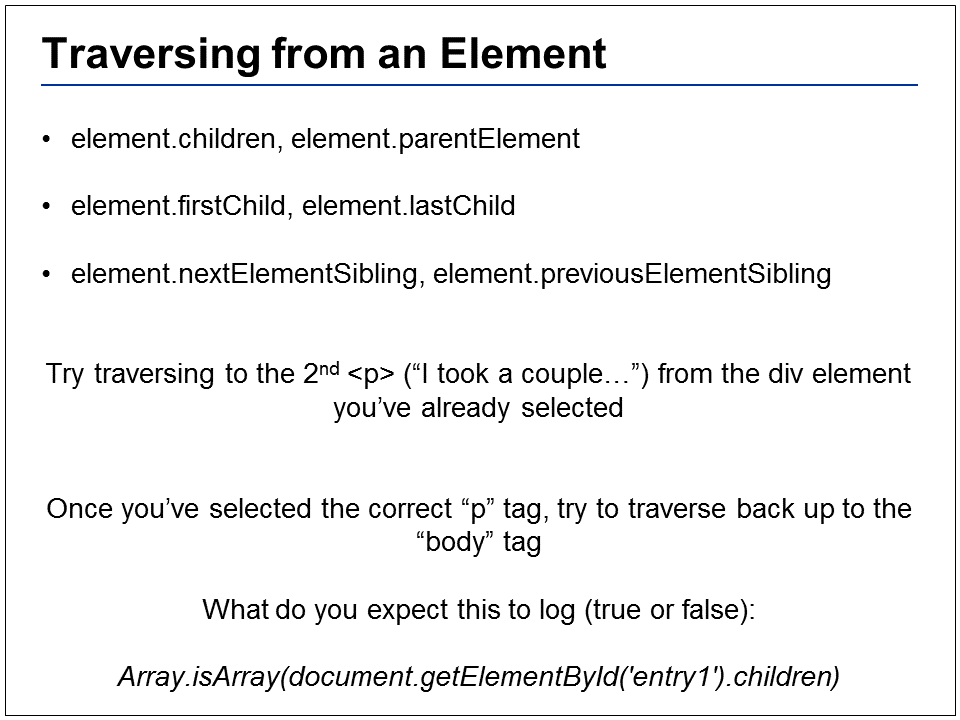 Traversing from an Element
• element.children, element.parentElement
• element.firstChild, element.lastChild
• element.nextElementSibling, element.previousElementSibling
Try traversing to the 2nd <p> (“I took a couple…”) from the div element
you’ve already selected
Once you’ve selected the correct “p” tag, try to traverse back up to the
“body” tag
What do you expect this to log (true or false):
Array.isArray(document.getElementById('entry1').children)